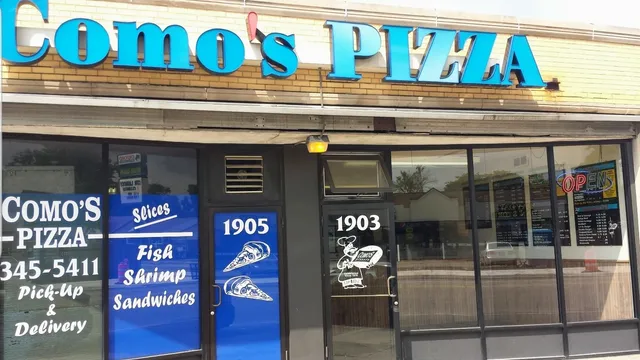 Como's PIZZA
COMO'S
PIZZA
345-5411
Pick-Up
&
Delivery
Slices
Fish
Shrimp
Sandwiches
1905
1903
OPEN